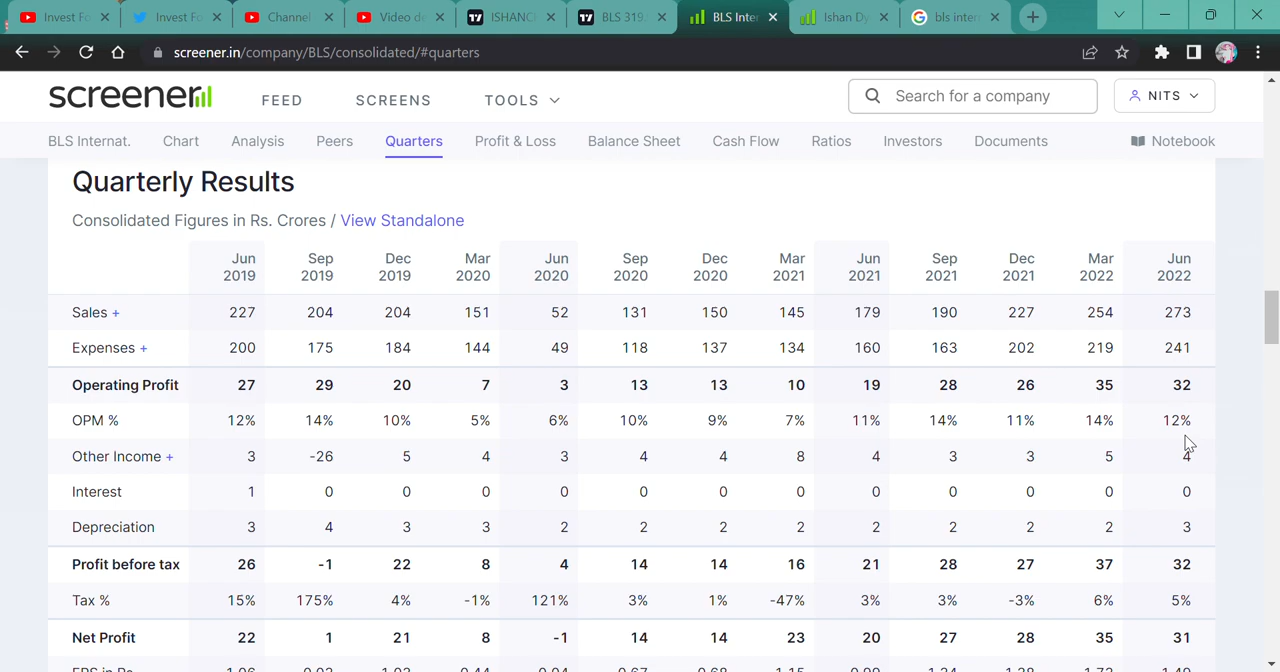 Invest Fo
Invest Fo
Channel
Video de
ISHANC
BLS 319.
BLS Inter
Ishan Dy
bls intern
screener.in/company/BLS/consolidated/#quarters
screener
FEED
SCREENS
TOOLS
Search for a company
NITS
BLS Internat.
Chart
Analysis
Peers
Quarters
Profit & Loss
Balance Sheet
Cash Flow
Ratios
Investors
Documents
Notebook
Quarterly Results
Consolidated Figures in Rs. Crores / View Standalone
Jun 2019 Sep 2019 Dec 2019 Mar 2020 Jun 2020 Sep 2020 Dec 2020 Mar 2021 Jun 2021 Sep 2021 Dec 2021 Mar 2022 Jun 2022
Sales + 227 204 204 151 52 131 150 145 179 190 227 254 273
Expenses + 200 175 184 144 49 118 137 134 160 163 202 219 241
Operating Profit 27 29 20 7 3 13 13 10 19 28 26 35 32
OPM % 12% 14% 10% 5% 6% 10% 9% 7% 11% 14% 11% 14% 12%
Other Income + 3 -26 5 4 3 4 4 8 4 3 3 5 4
Interest 1 0 0 0 0 0 0 0 0 0 0 0 0
Depreciation 3 4 3 3 2 2 2 2 2 2 2 2 3
Profit before tax 26 -1 22 8 4 14 14 16 21 28 27 37 32
Tax % 15% 175% 4% -1% 121% 3% 1% -47% 3% 3% -3% 6% 5%
Net Profit 22 1 21 8 -1 14 14 23 20 27 28 35 31